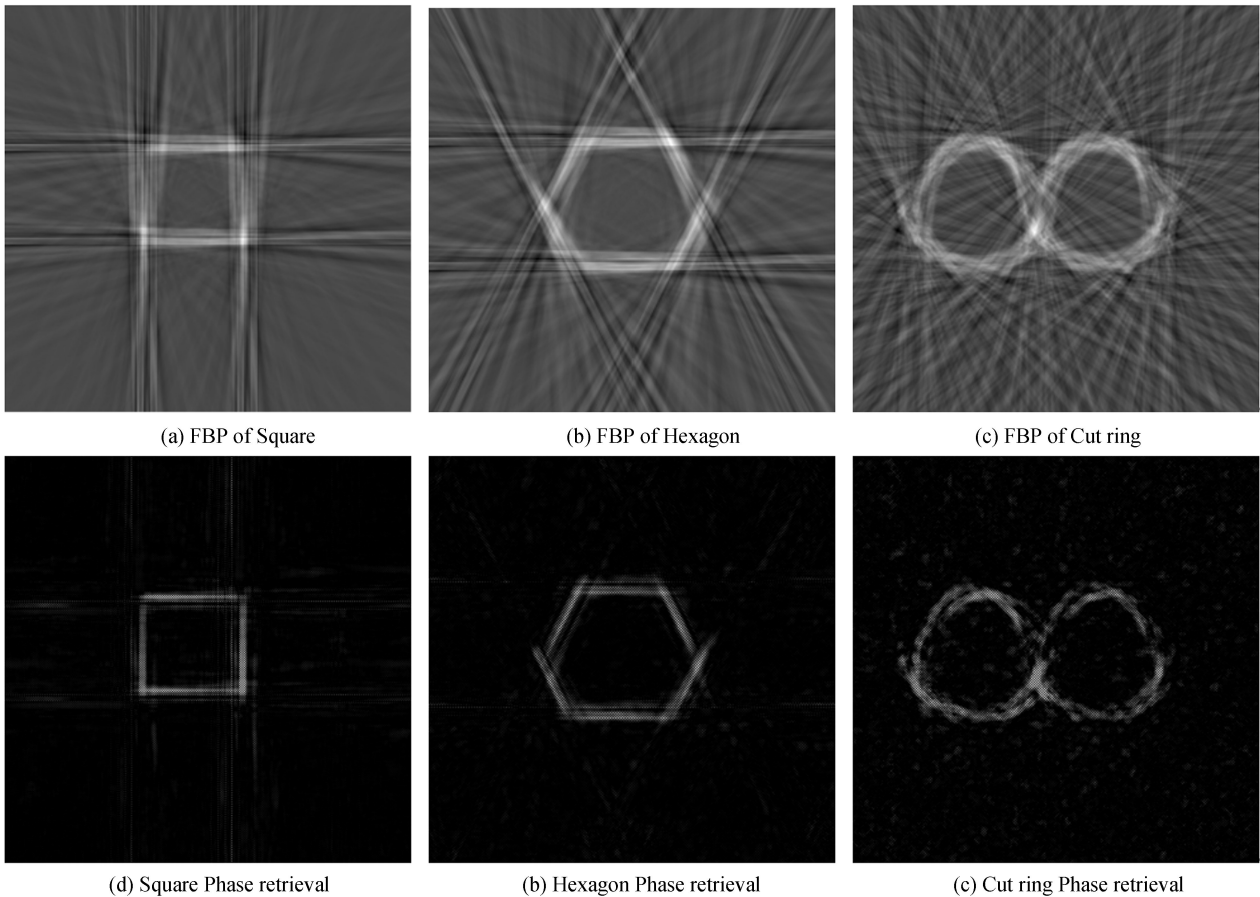 (a) FBP of Square
(b) FBP of Hexagon
(c) FBP of Cut ring
(d) Square Phase retrieval
(b) Hexagon Phase retrieval
(c) Cut ring Phase retrieval